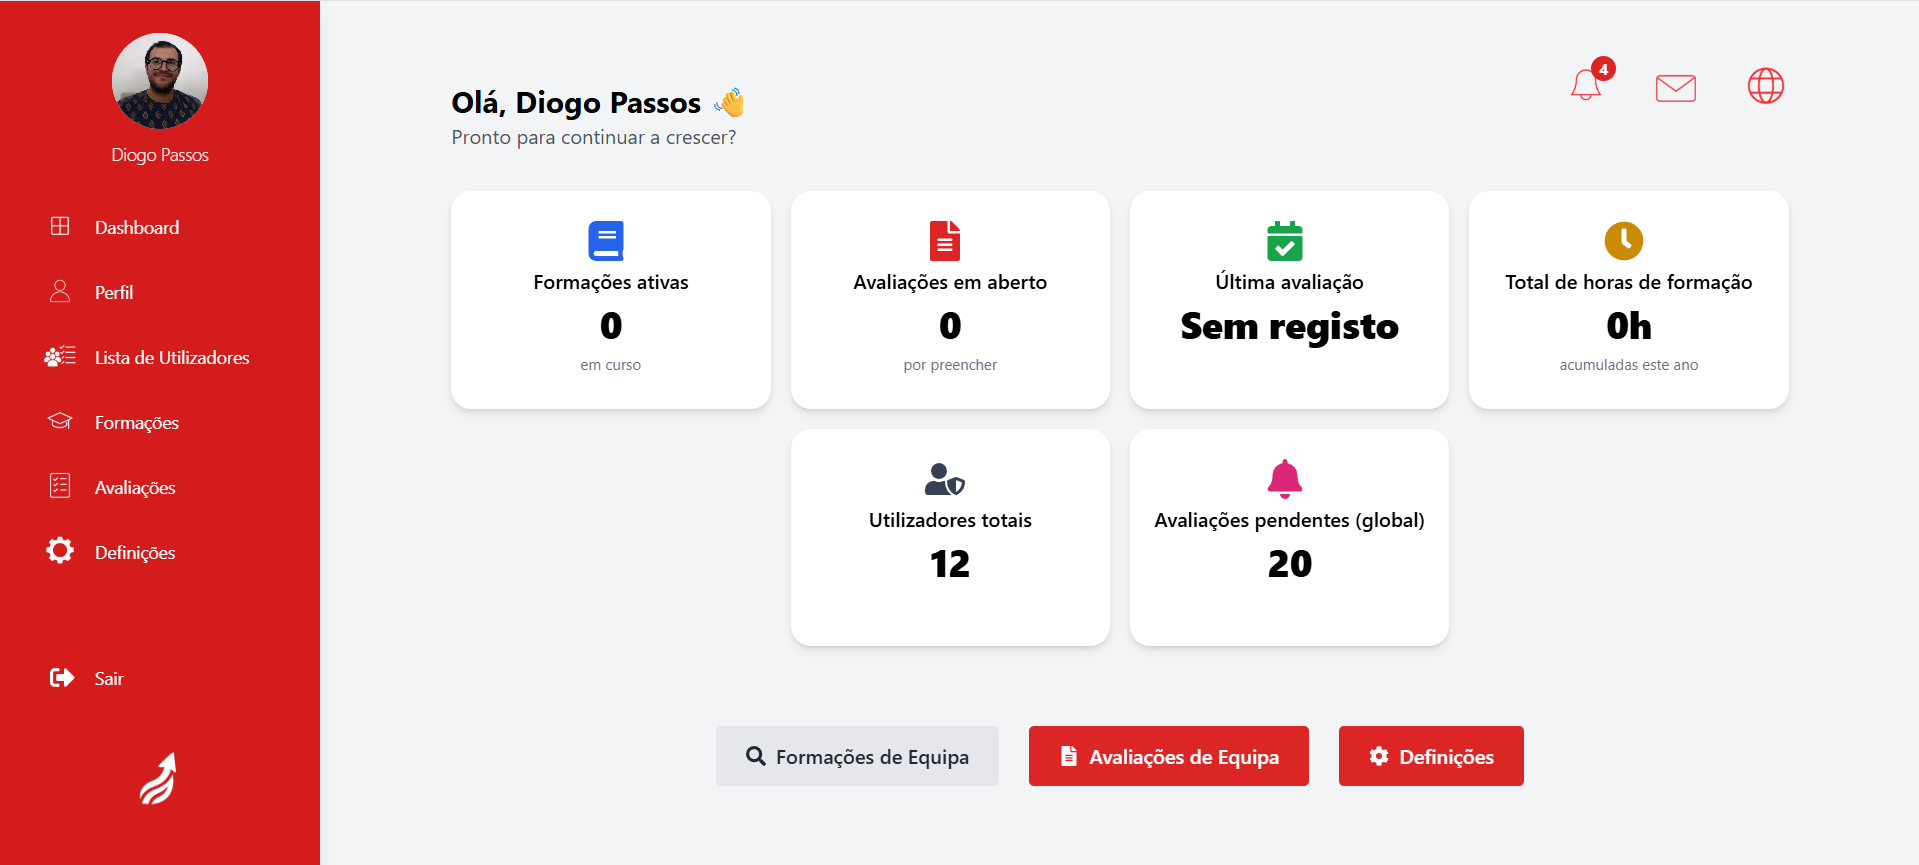 Diogo Passos
Dashboard
Perfil
Lista de Utilizadores
Formações
Avaliações
Definições
Sair
4
Olá, Diogo Passos 👋
Pronto para continuar a crescer?
Formações ativas
0
em curso
Avaliações em aberto
0
por preencher
Última avaliação
Sem registo
Total de horas de formação
0h
acumuladas este ano
Utilizadores totais
12
Avaliações pendentes (global)
20
Formações de Equipa
Avaliações de Equipa
Definições